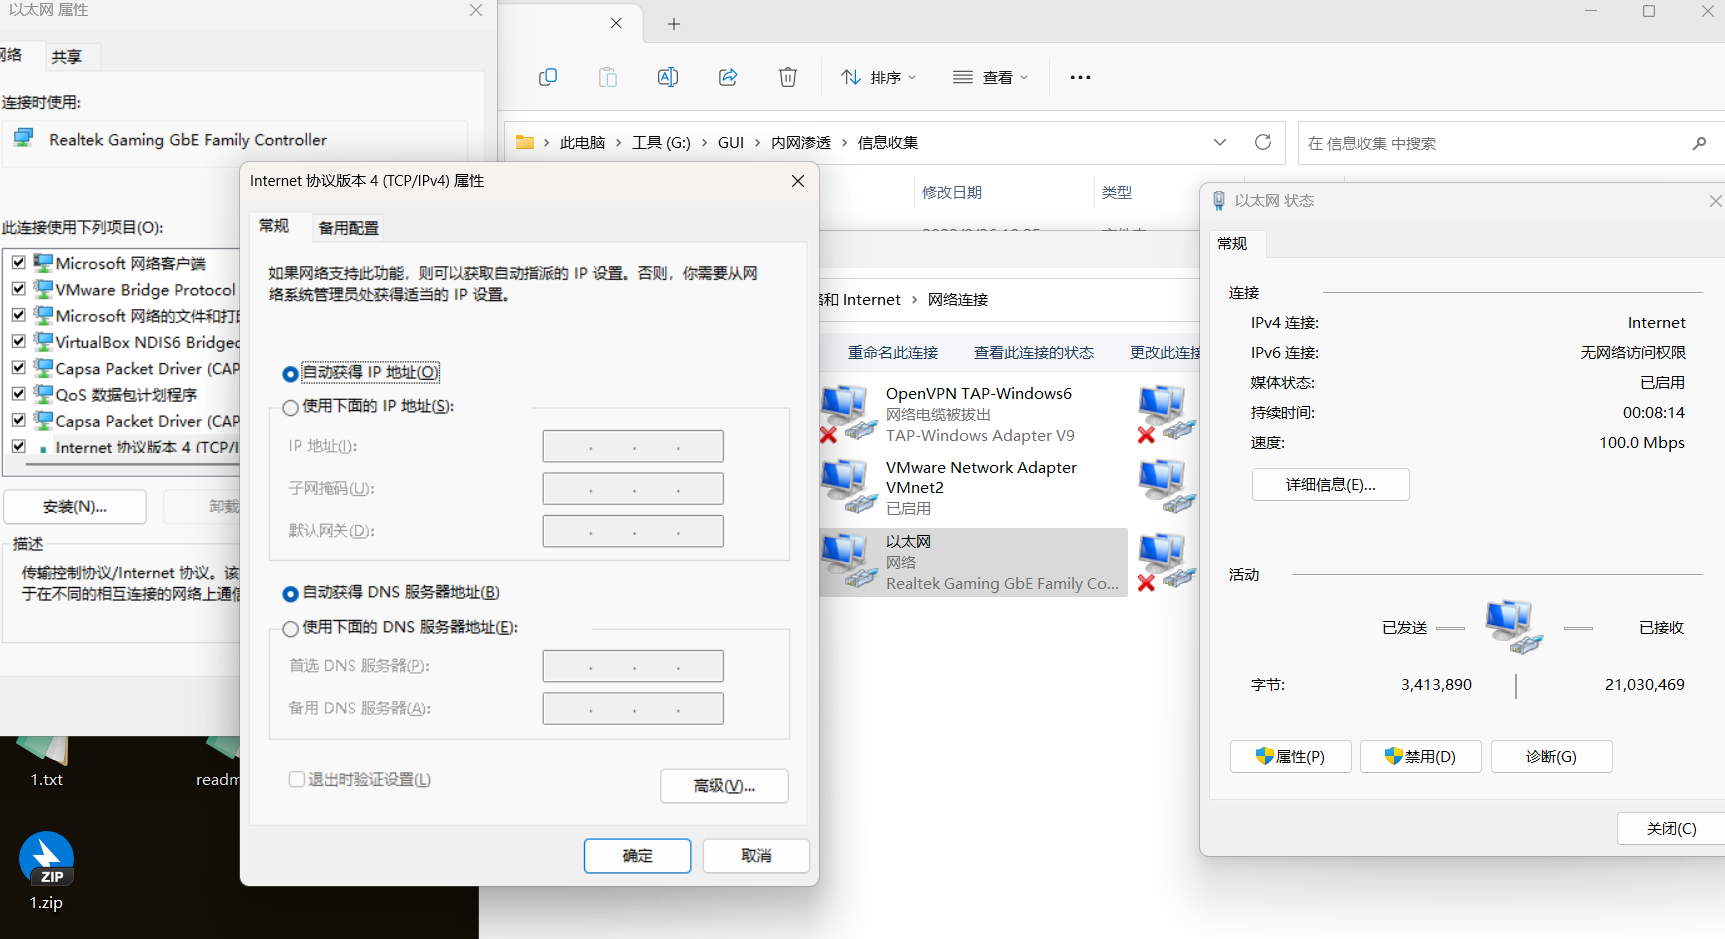 以太网 属性
网络
共享
连接时使用:
Realtek Gaming GbE Family Controller
此连接使用下列项目(O):
Microsoft 网络客户端
VMware Bridge Protocol
Microsoft 网络的文件和打印
VirtualBox NDIS6 Bridged
Capsa Packet Driver (CAP
QoS 数据包计划程序
Capsa Packet Driver (CAP
Internet 协议版本 4 (TCP/I
安装(N)...
卸载
描述
传输控制协议/Internet 协议。该
于在不同的相互连接的网络上通信
1.txt
readm
ZIP
1.zip
Internet 协议版本 4 (TCP/IPv4) 属性
常规
备用配置
如果网络支持此功能，则可以获取自动指派的 IP 设置。否则，你需要从网
络系统管理员处获得适当的 IP 设置。
自动获得 IP 地址(O)
使用下面的 IP 地址(S):
IP 地址(I):
子网掩码(U):
默认网关(D):
自动获得 DNS 服务器地址(B)
使用下面的 DNS 服务器地址(E):
首选 DNS 服务器(P):
备用 DNS 服务器(A):
退出时验证设置(L)
高级(V)...
确定
取消
排序
查看
此电脑 › 工具 (G:) › GUI › 内网渗透 › 信息收集
在 信息收集 中搜索
修改日期
类型
和 Internet › 网络连接
重命名此连接
查看此连接的状态
更改此连接
OpenVPN TAP-Windows6
网络电缆被拔出
TAP-Windows Adapter V9
VMware Network Adapter
VMnet2
已启用
以太网
网络
Realtek Gaming GbE Family Co...
以太网 状态
常规
连接
IPv4 连接: Internet
IPv6 连接: 无网络访问权限
媒体状态: 已启用
持续时间: 00:08:14
速度: 100.0 Mbps
详细信息(E)...
活动
已发送 已接收
字节: 3,413,890 21,030,469
属性(P)
禁用(D)
诊断(G)
关闭(C)